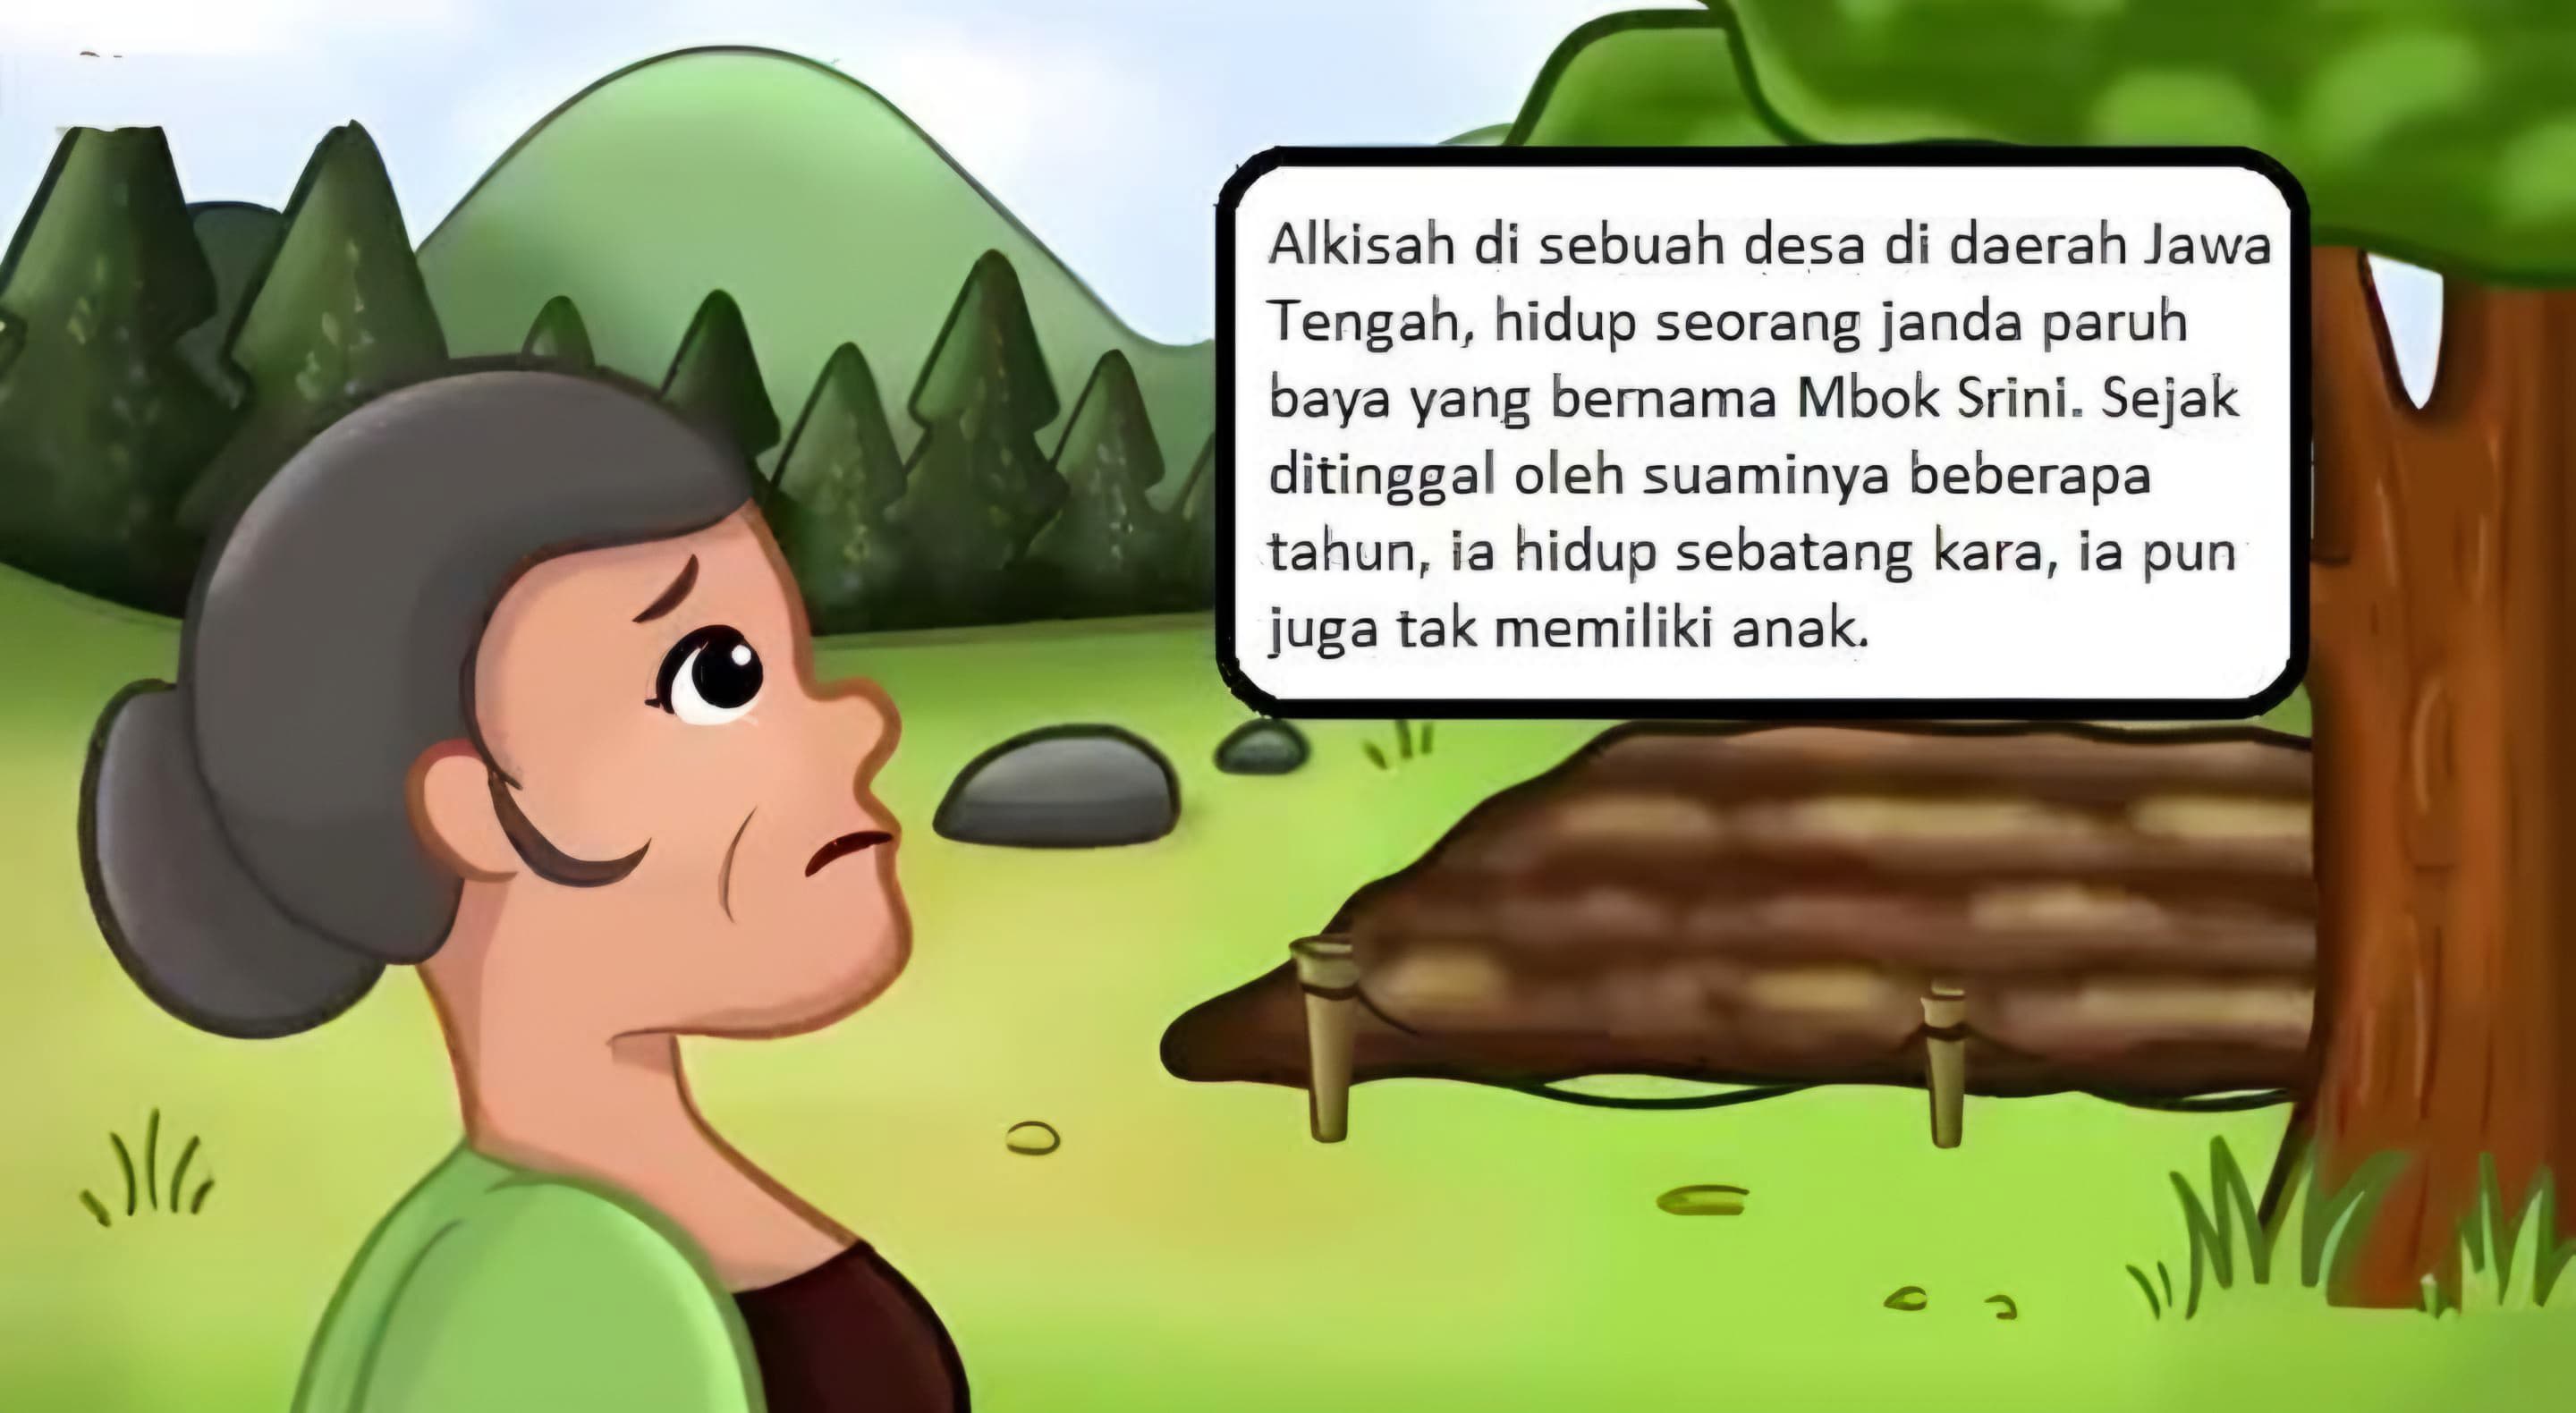 Alkisah di sebuah desa di daerah Jawa
Tengah, hidup seorang janda paruh
baya yang bernama Mbok Srini. Sejak
ditinggal oleh suaminya beberapa
tahun, ia hidup sebatang kara, ia pun
juga tak memiliki anak.